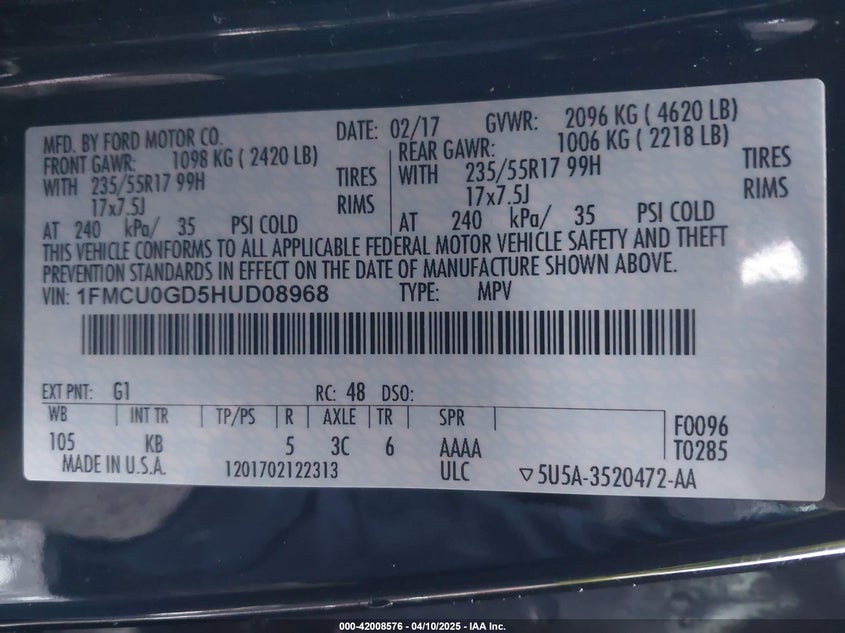 MFD. BY FORD MOTOR CO. DATE: 02/17 GVWR: 2096 KG ( 4620 LB)
FRONT GAWR: 1098 KG ( 2420 LB) REAR GAWR: 1006 KG ( 2218 LB)
WITH 235/55R17 99H TIRES WITH 235/55R17 99H TIRES
17x7.5J RIMS 17x7.5J RIMS
AT 240 kPa/ 35 PSI COLD AT 240 kPa/ 35 PSI COLD
THIS VEHICLE CONFORMS TO ALL APPLICABLE FEDERAL MOTOR VEHICLE SAFETY AND THEFT
PREVENTION STANDARDS IN EFFECT ON THE DATE OF MANUFACTURE SHOWN ABOVE.
VIN: 1FMCU0GD5HUD08968 TYPE: MPV
EXT PNT: G1 RC: 48 DSO:
WB INT TR TP/PS R AXLE TR SPR F0096
105 KB 5 3C 6 AAAA T0285
MADE IN U.S.A. 1201702122313 ULC ▽5U5A-3520472-AA
000-42008576 - 04/10/2025 - IAA Inc.